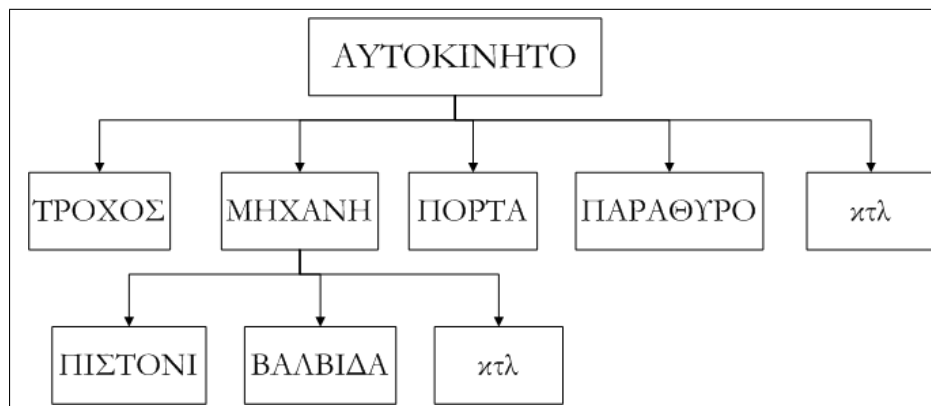 ΑΥΤΟΚΙΝΗΤΟ
ΤΡΟΧΟΣ
ΜΗΧΑΝΗ
ΠΟΡΤΑ
ΠΑΡΑΘΥΡΟ
κτλ
ΠΙΣΤΟΝΙ
ΒΑΛΒΙΔΑ
κτλ